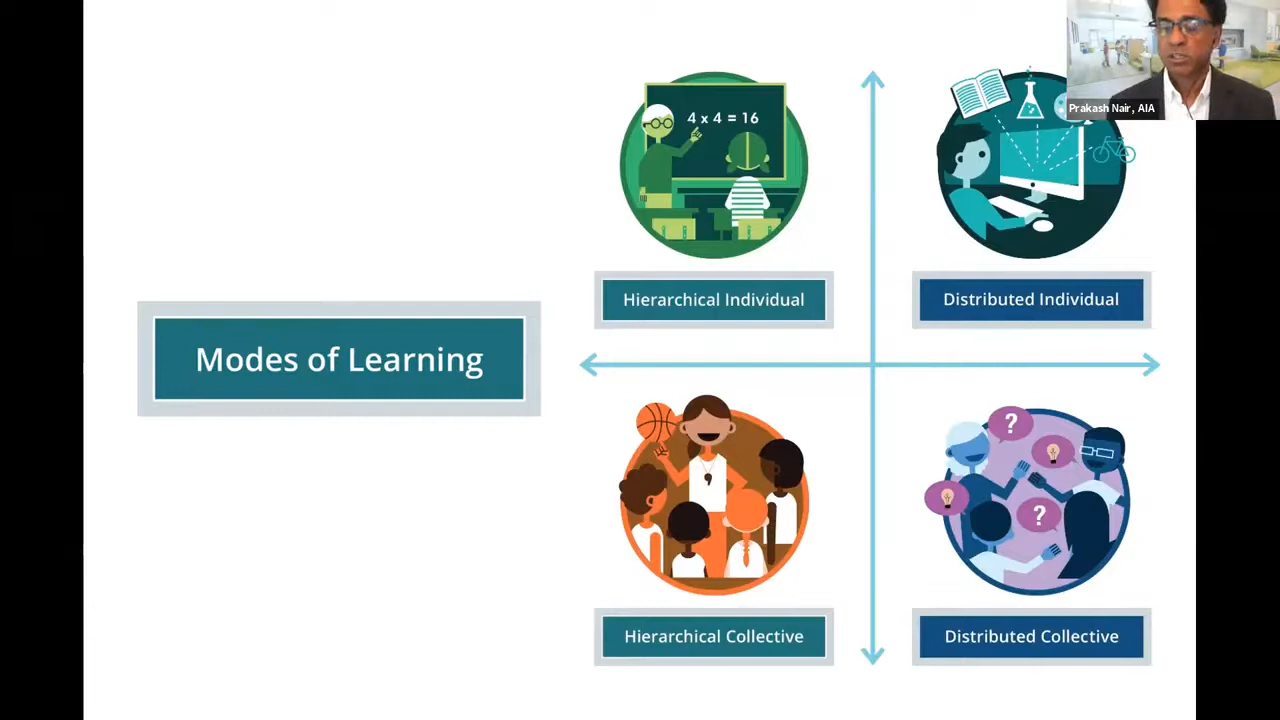 Prakash Nair, AIA
4 x 4 = 16
Hierarchical Individual
Distributed Individual
Modes of Learning
?
?
Hierarchical Collective
Distributed Collective